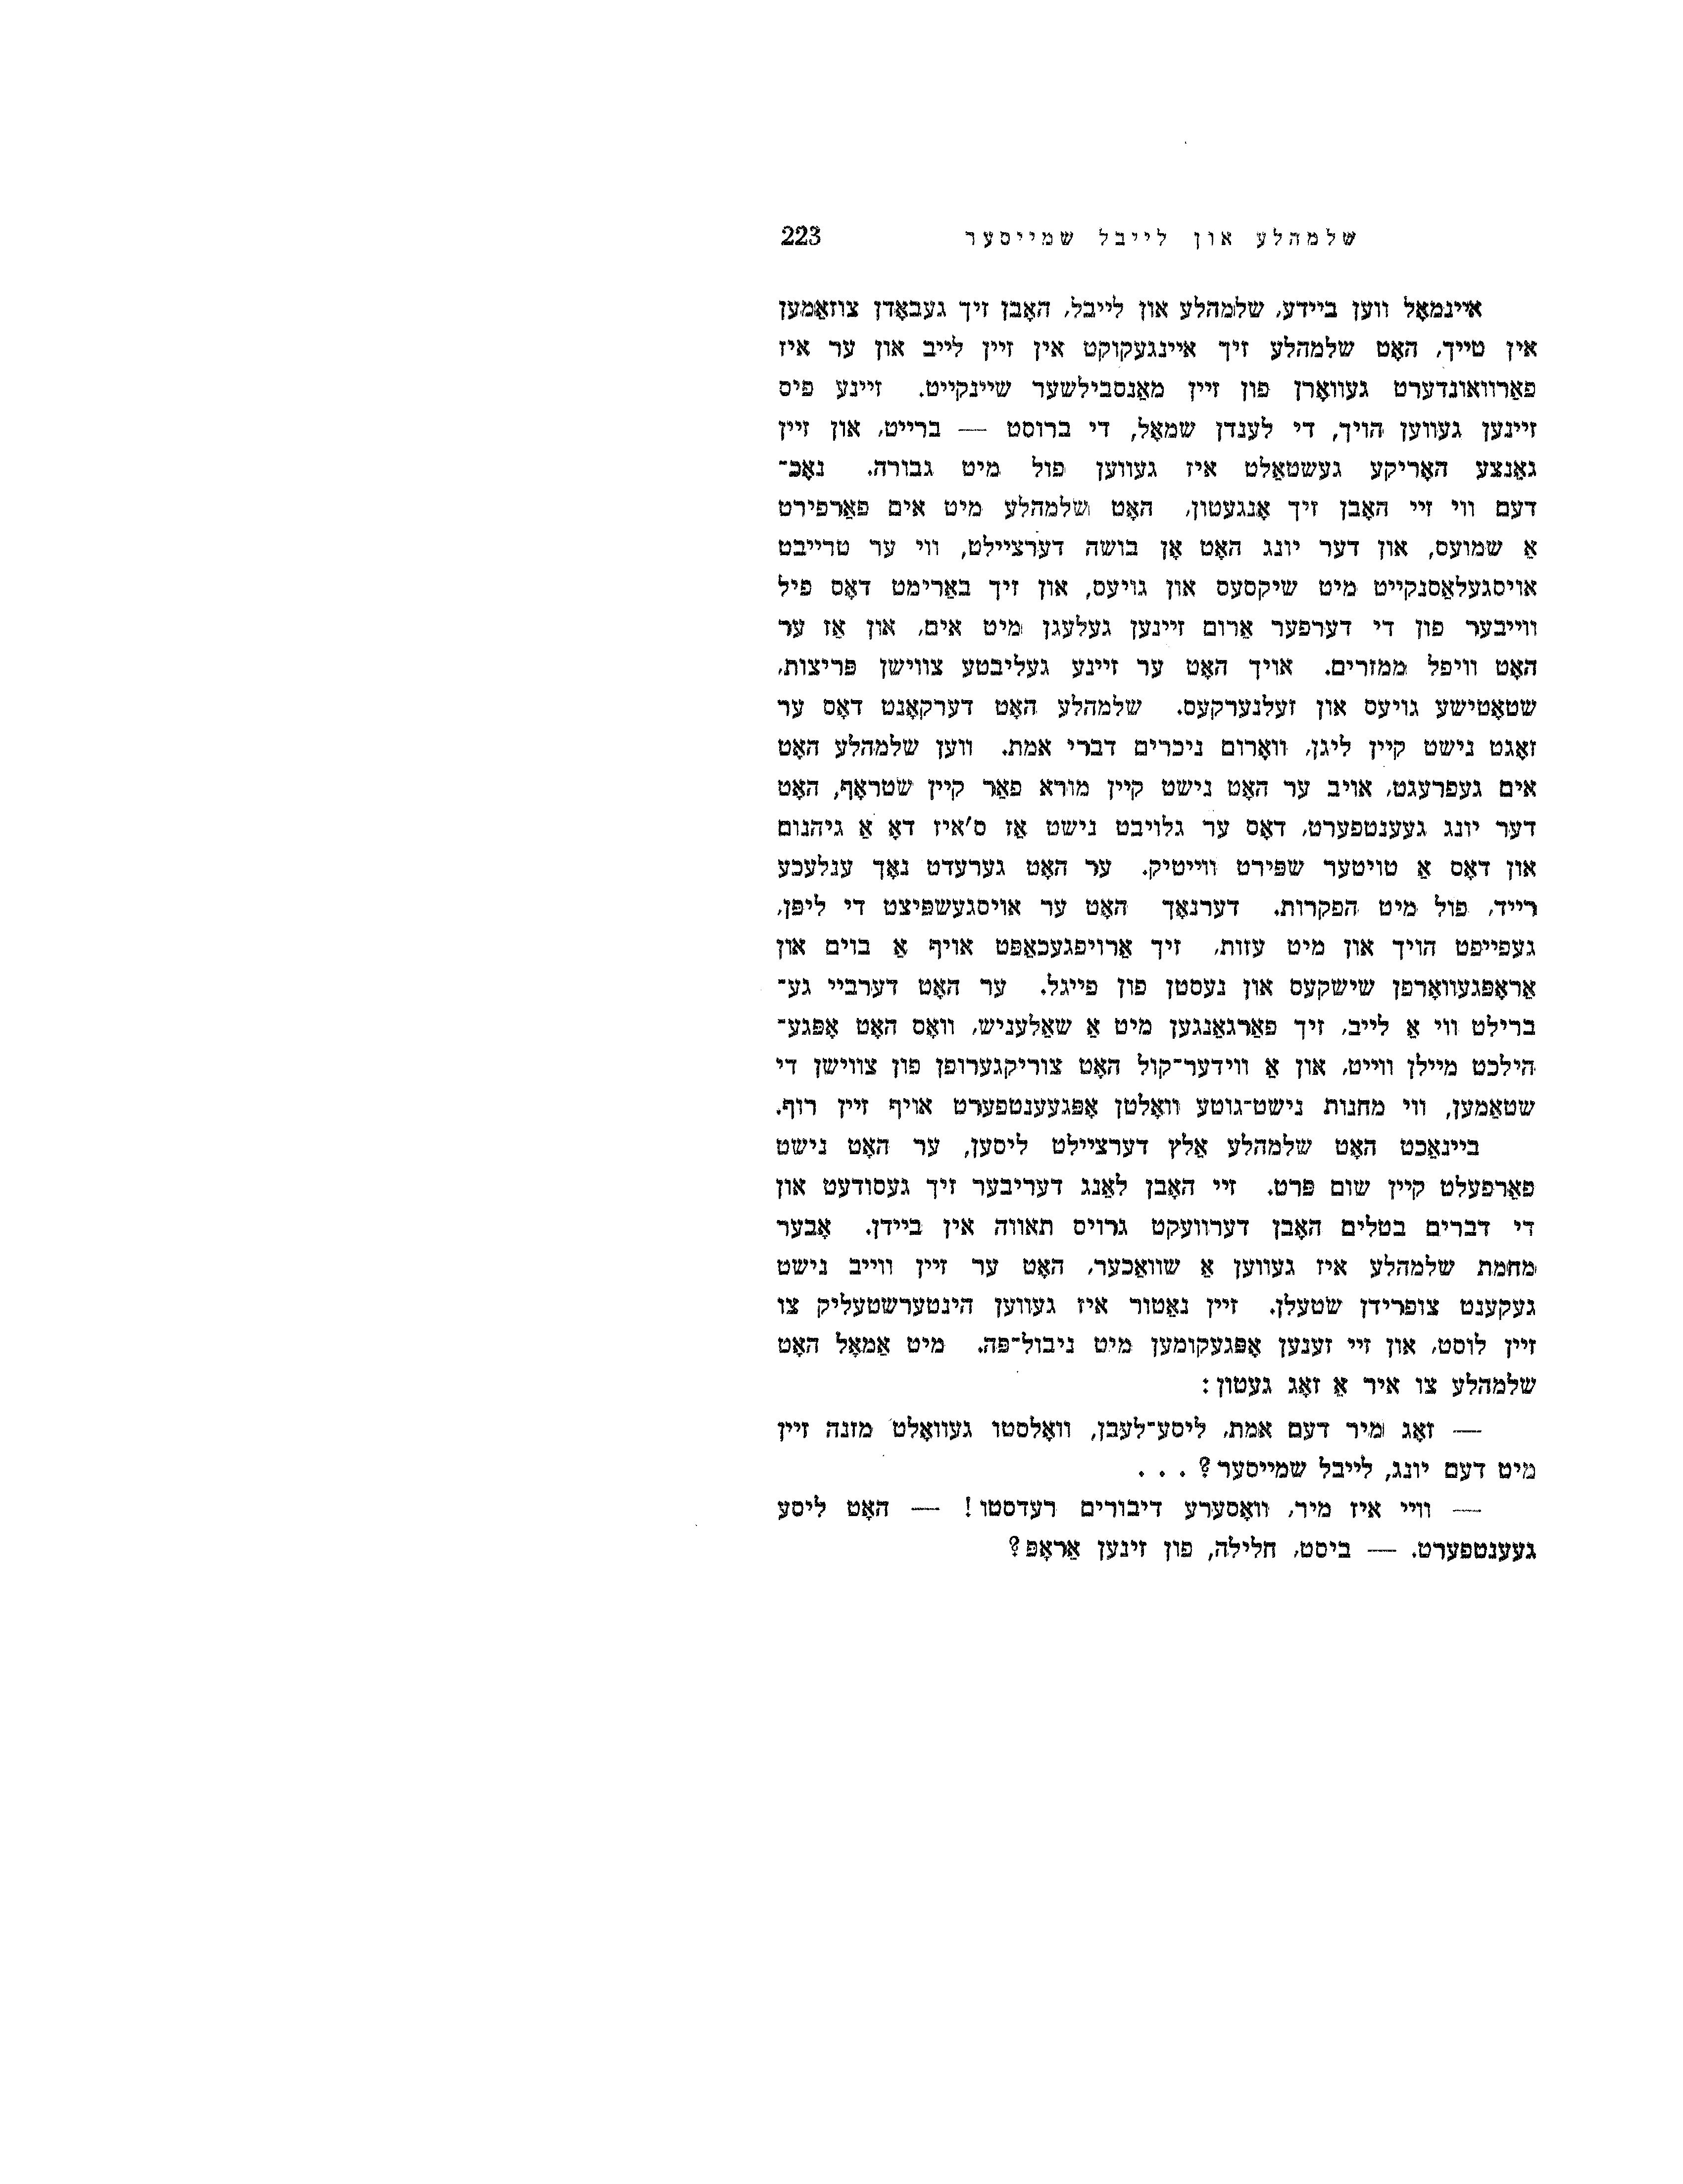 שלמהלע און לייבל שמייסער 223
איינמאָל ווען ביידע, שלמהלע און לייבל, האָבן זיך געבאָדן צוזאַמען
אין טייך, האָט שלמהלע זיך איינגעקוקט אין זיין לייב און ער איז
פאַרוואונדערט געוואָרן פון זיין מאַנסבילשער שיינקייט. זיינע פיס
זיינען געווען הויך, די לענדן שמאָל, די ברוסט — ברייט, און זיין
גאַנצע האָריקע געשטאַלט איז געווען פול מיט גבורה. נאָכ־
דעם ווי זיי האָבן זיך אָנגעטון, האָט שלמהלע מיט אים פאַרפירט
אַ שמועס, און דער יונג האָט אָן בושה דערציילט, ווי ער טרייבט
אויסגעלאַסנקייט מיט שיקסעס און גויעס, און זיך באַרימט דאָס פיל
ווייבער פון די דערפער אַרום זיינען געלעגן מיט אים, און אַז ער
האָט וויפל ממזרים. אויך האָט ער זיינע געליבטע צווישן פריצות,
שטאָטישע גויעס און זעלנערקעס. שלמהלע האָט דערקאָנט דאָס ער
זאָגט נישט קיין ליגן, וואָרום ניכרים דברי אמת. ווען שלמהלע האָט
אים געפרעגט, אויב ער האָט נישט קיין מורא פאַר קיין שטראָף, האָט
דער יונג געענטפערט, דאָס ער גלויבט נישט אַז ס'איז דאָ אַ גיהנום
און דאָס אַ טויטער שפּירט ווייטיק. ער האָט גערעדט נאָך ענלעכע
רייד, פול מיט הפקרות. דערנאָך האָט ער אויסגעשפּיצט די ליפּן,
געפייפט הויך און מיט עזות, זיך אַרויפגעכאַפּט אויף אַ בוים און
אַראָפּגעוואָרפן שישקעס און נעסטן פון פייגל. ער האָט דערביי גע־
ברילט ווי אַ לייב, זיך פאַרגאַנגען מיט אַ שאַלעניש, וואָס האָט אָפּגע־
הילכט מיילן ווייט, און אַ ווידער־קול האָט צוריקגערופן פון צווישן די
שטאַמען, ווי מחנות נישט־גוטע וואָלטן אָפּגעענטפערט אויף זיין רוף.
ביינאַכט האָט שלמהלע אַלץ דערציילט ליסען, ער האָט נישט
פאַרפעלט קיין שום פּרט. זיי האָבן לאַנג דעריבער זיך געסודעט און
די דברים בטלים האָבן דערוועקט גרויס תאווה אין ביידן. אָבער
מחמת שלמהלע איז געווען אַ שוואַכער, האָט ער זיין ווייב נישט
געקענט צופרידן שטעלן. זיין נאַטור איז געווען הינטערשטעליק צו
זיין לוסט, און זיי זענען אָפּגעקומען מיט ניבול־פּה. מיט אַמאָל האָט
שלמהלע צו איר אַ זאָג געטון:
— זאָג מיר דעם אמת, ליסע־לעבן, וואָלסטו געוואָלט מזנה זיין
מיט דעם יונג, לייבל שמייסער? . . .
— וויי איז מיר, וואָסערע דיבורים רעדסטו! — האָט ליסע
געענטפערט. — ביסט, חלילה, פון זינען אַראָפּ?